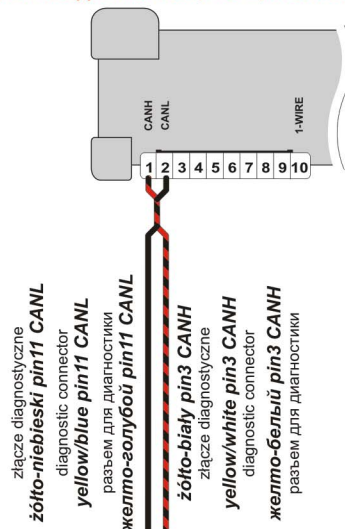 CANH
CANL
1-WIRE
1 2 3 4 5 6 7 8 9 10
złącze diagnostyczne
żółto-niebieski pin11 CANL
diagnostic connector
yellow/blue pin11 CANL
разъем для диагностики
желто-голубой pin11 CANL
żółto-biały pin3 CANH
złącze diagnostyczne
yellow/white pin3 CANH
diagnostic connector
желто-белый pin3 CANH
разъем для диагностики